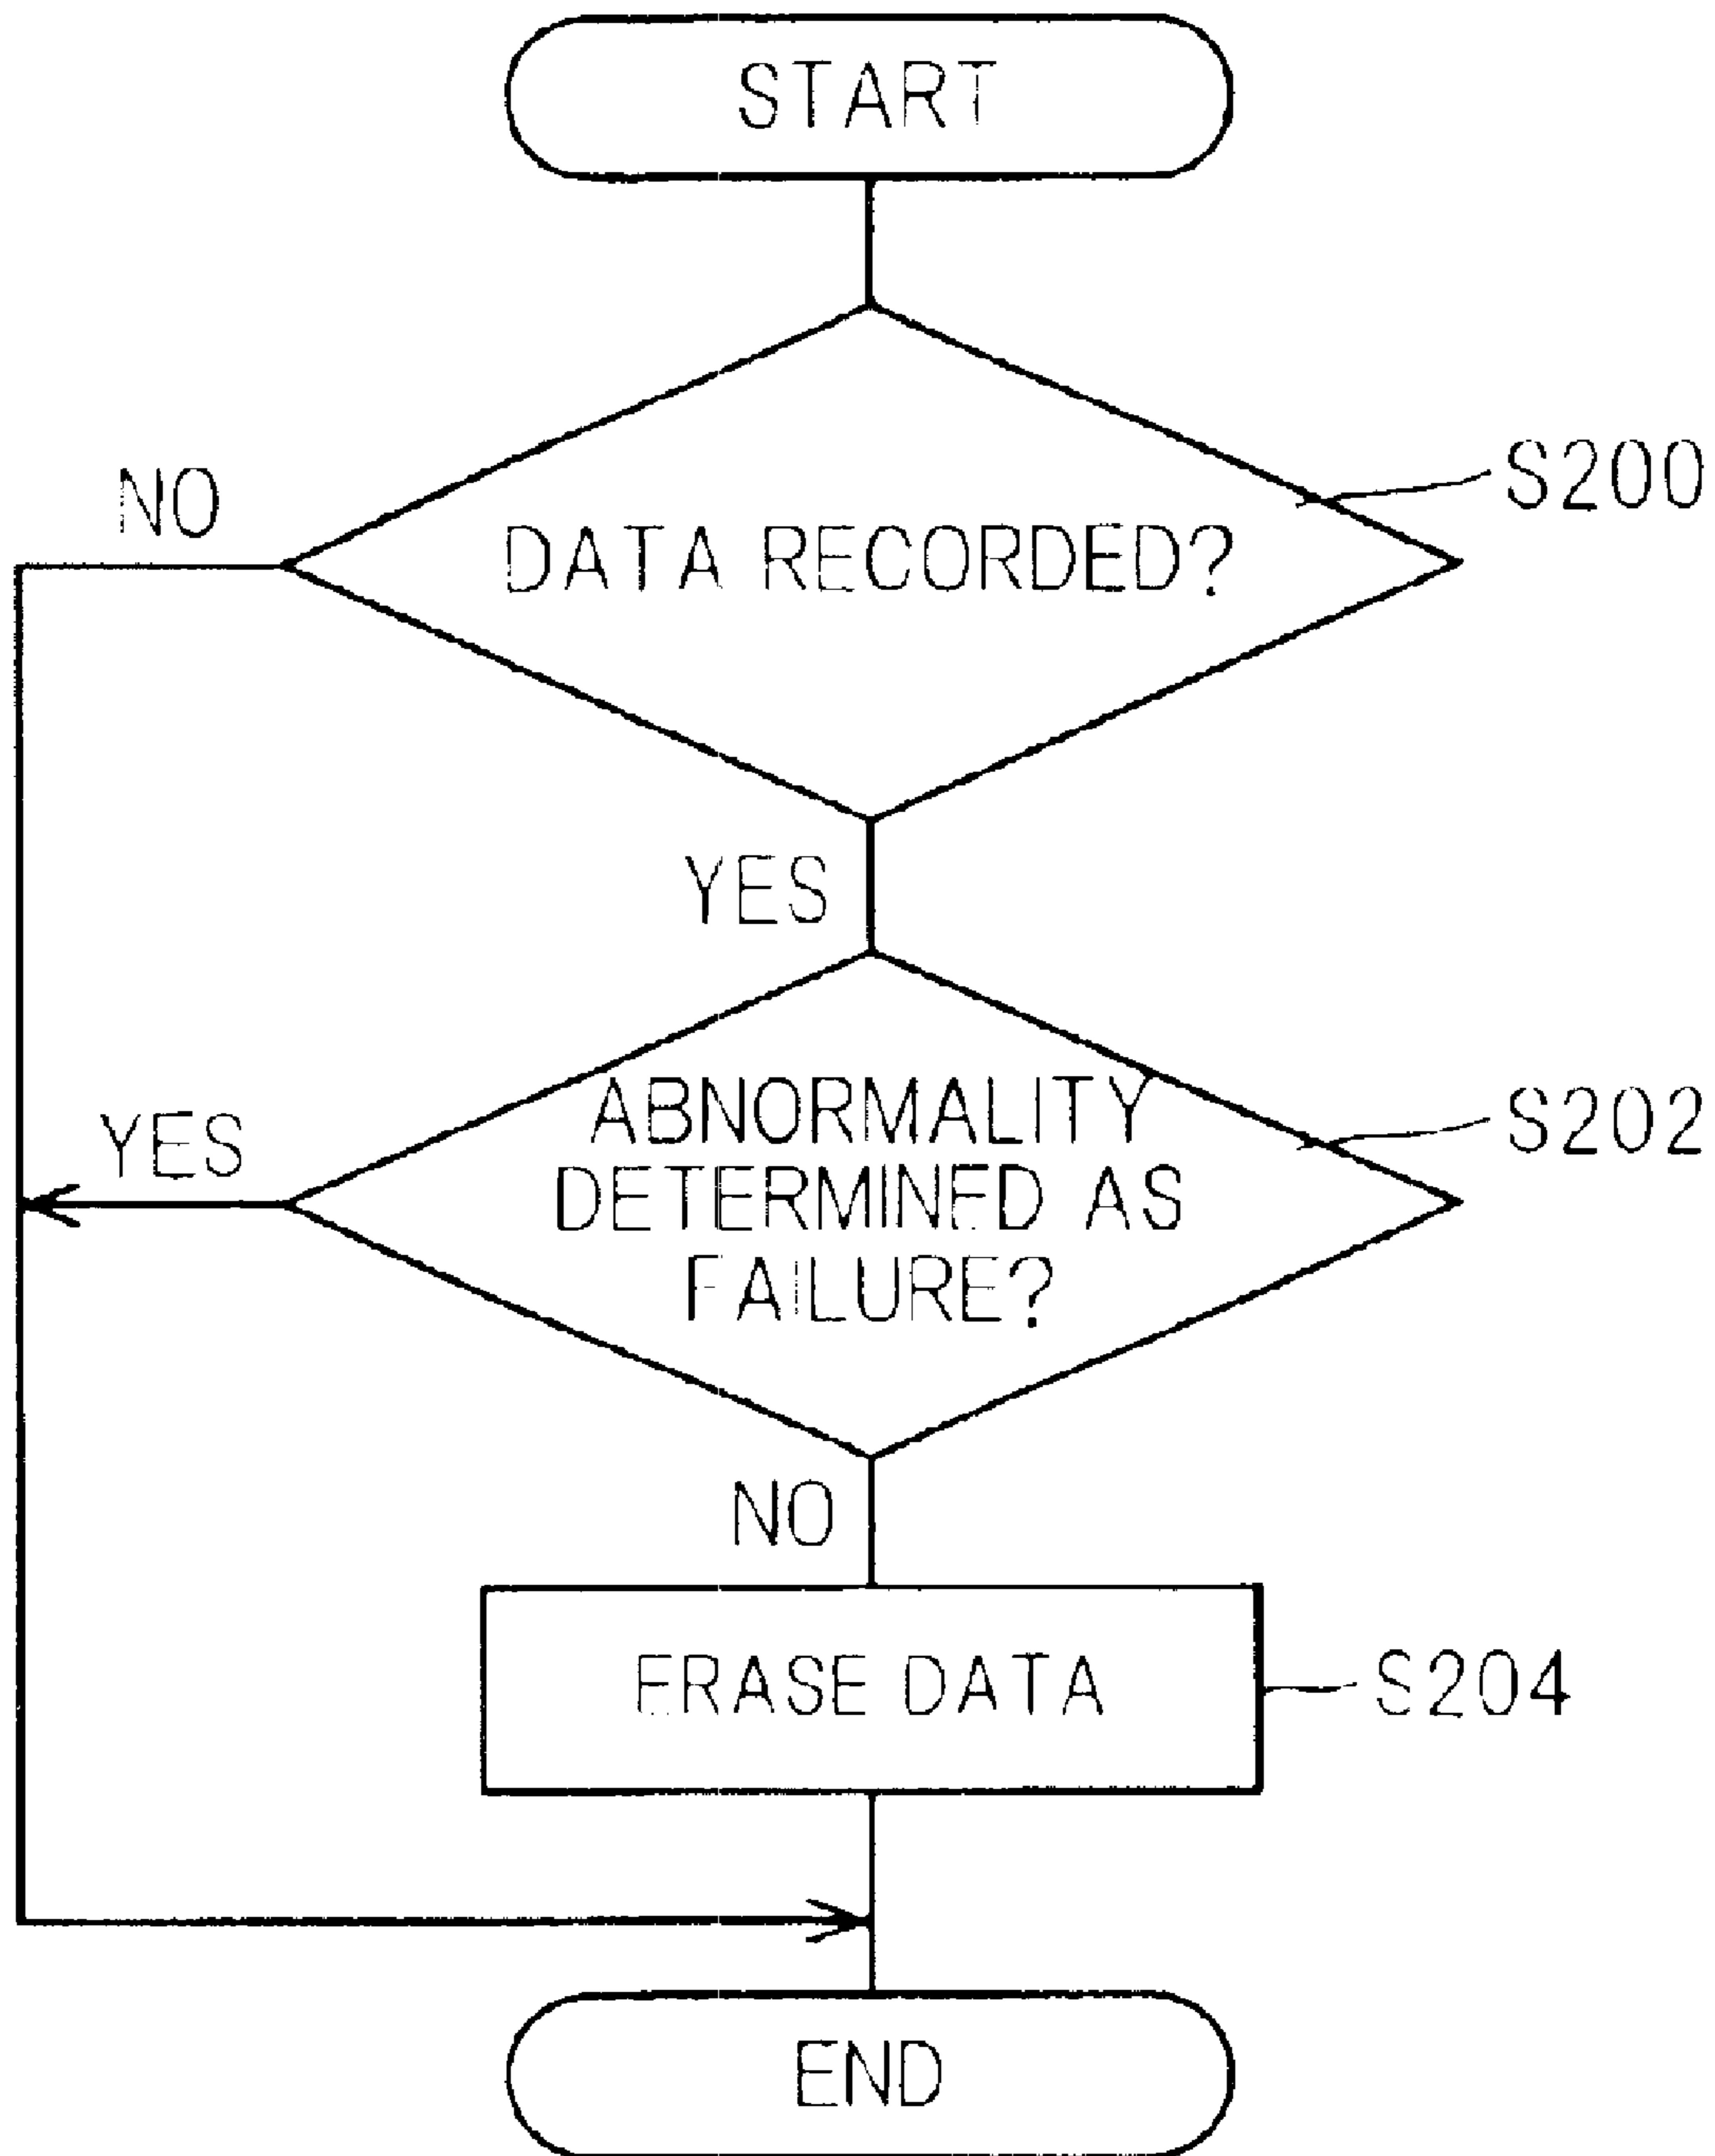 START
NO
S200
DATA RECORDED?
YES
ABNORMALITY
S202
YES
DETERMINED AS
FAILURE?
NO
ERASE DATA
S204
END